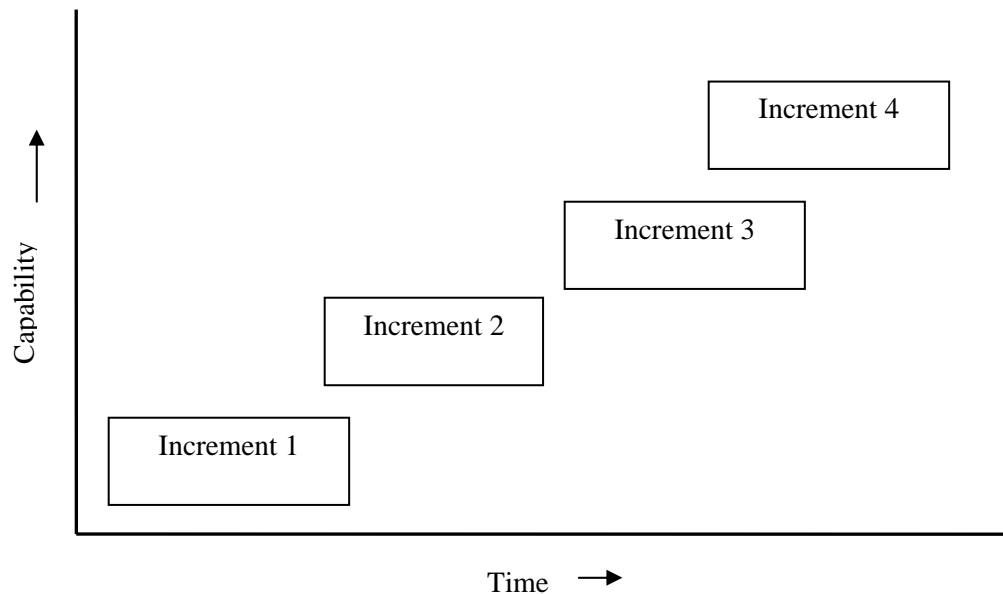 Increment 4
Increment 3
Increment 2
Increment 1
Capability
Time